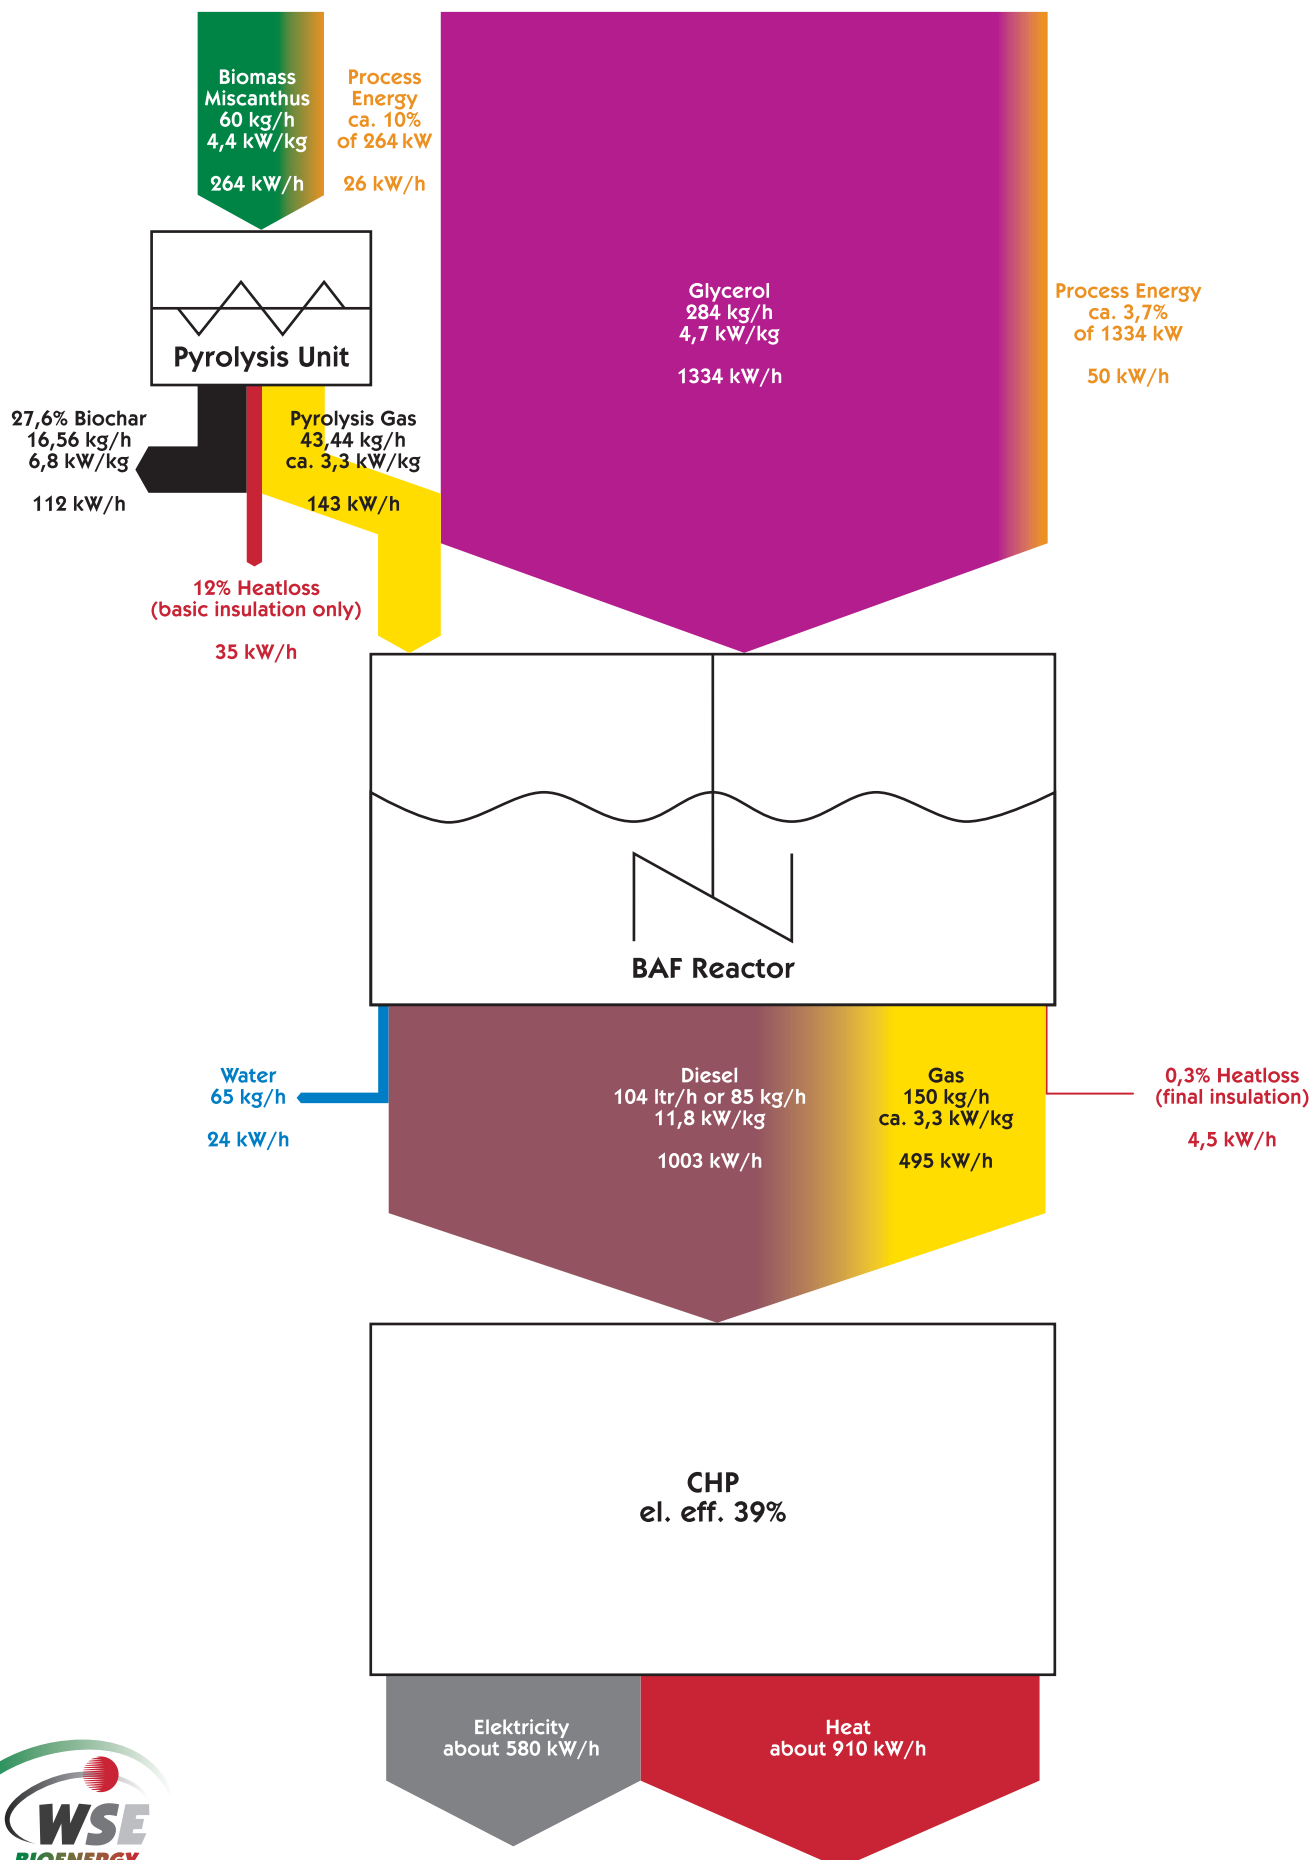 Biomass
Miscanthus
60 kg/h
4,4 kW/kg
264 kW/h
Process
Energy
ca. 10%
of 264 kW
26 kW/h
Glycerol
284 kg/h
4,7 kW/kg
1334 kW/h
Process Energy
ca. 3,7%
of 1334 kW
50 kW/h
Pyrolysis Unit
27,6% Biochar
16,56 kg/h
6,8 kW/kg
112 kW/h
Pyrolysis Gas
43,44 kg/h
ca. 3,3 kW/kg
143 kW/h
12% Heatloss
(basic insulation only)
35 kW/h
BAF Reactor
Water
65 kg/h
24 kW/h
Diesel
104 ltr/h or 85 kg/h
11,8 kW/kg
1003 kW/h
Gas
150 kg/h
ca. 3,3 kW/kg
495 kW/h
0,3% Heatloss
(final insulation)
4,5 kW/h
CHP
el. eff. 39%
Elektricity
about 580 kW/h
Heat
about 910 kW/h
WSE
BIOENERGY